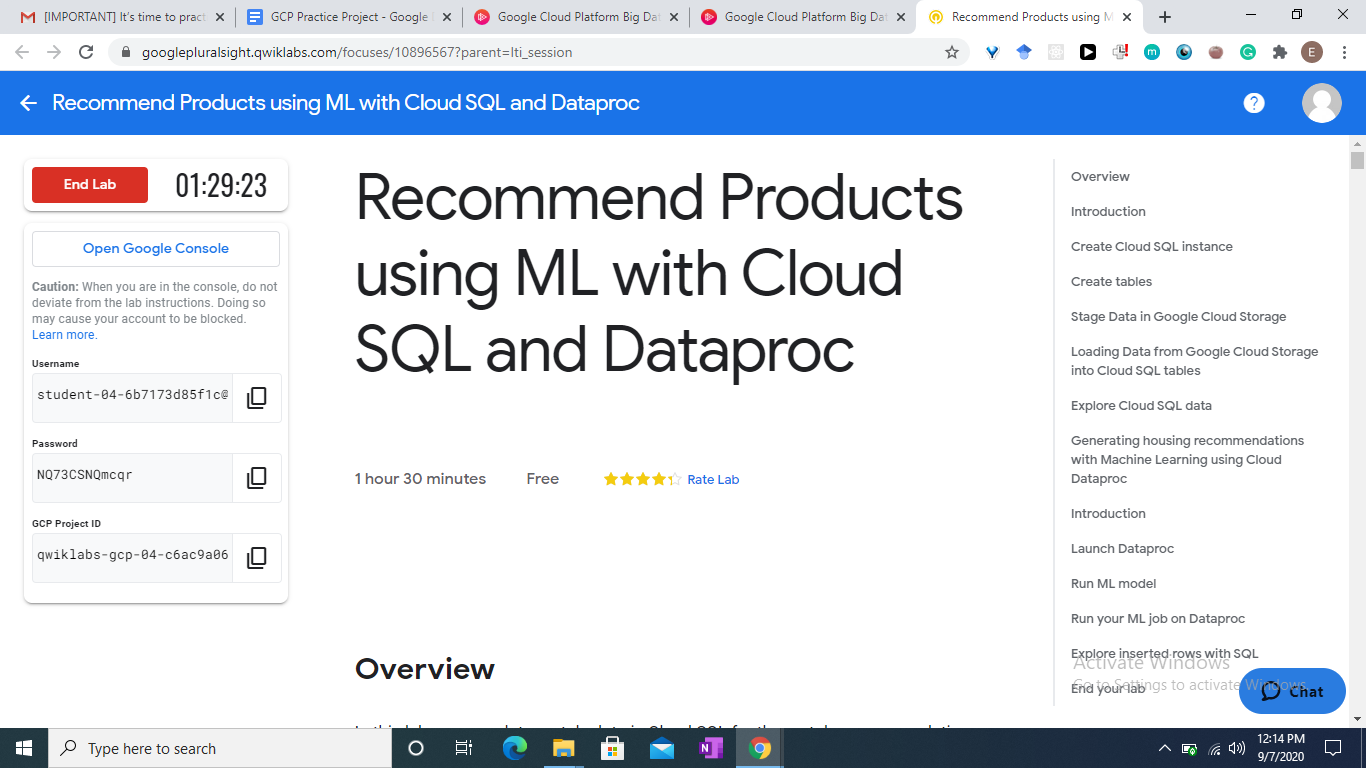 [IMPORTANT] It's time to pract
GCP Practice Project - Google
Google Cloud Platform Big Dat
Google Cloud Platform Big Dat
Recommend Products using M
googlepluralsight.qwiklabs.com/focuses/10896567?parent=lti_session
E
Recommend Products using ML with Cloud SQL and Dataproc
End Lab
01:29:23
Open Google Console
Caution: When you are in the console, do not
deviate from the lab instructions. Doing so
may cause your account to be blocked.
Learn more.
Username
student-04-6b7173d85f1c@
Password
NQ73CSNQmcqr
GCP Project ID
qwiklabs-gcp-04-c6ac9a06
Recommend Products
using ML with Cloud
SQL and Dataproc
1 hour 30 minutes
Free
Rate Lab
Overview
Overview
Introduction
Create Cloud SQL instance
Create tables
Stage Data in Google Cloud Storage
Loading Data from Google Cloud Storage
into Cloud SQL tables
Explore Cloud SQL data
Generating housing recommendations
with Machine Learning using Cloud
Dataproc
Introduction
Launch Dataproc
Run ML model
Run your ML job on Dataproc
Explore inserted rows with SQL
End your lab
Activate Windows
Go to Settings to activate Windows.
Chat
Type here to search
12:14 PM
9/7/2020